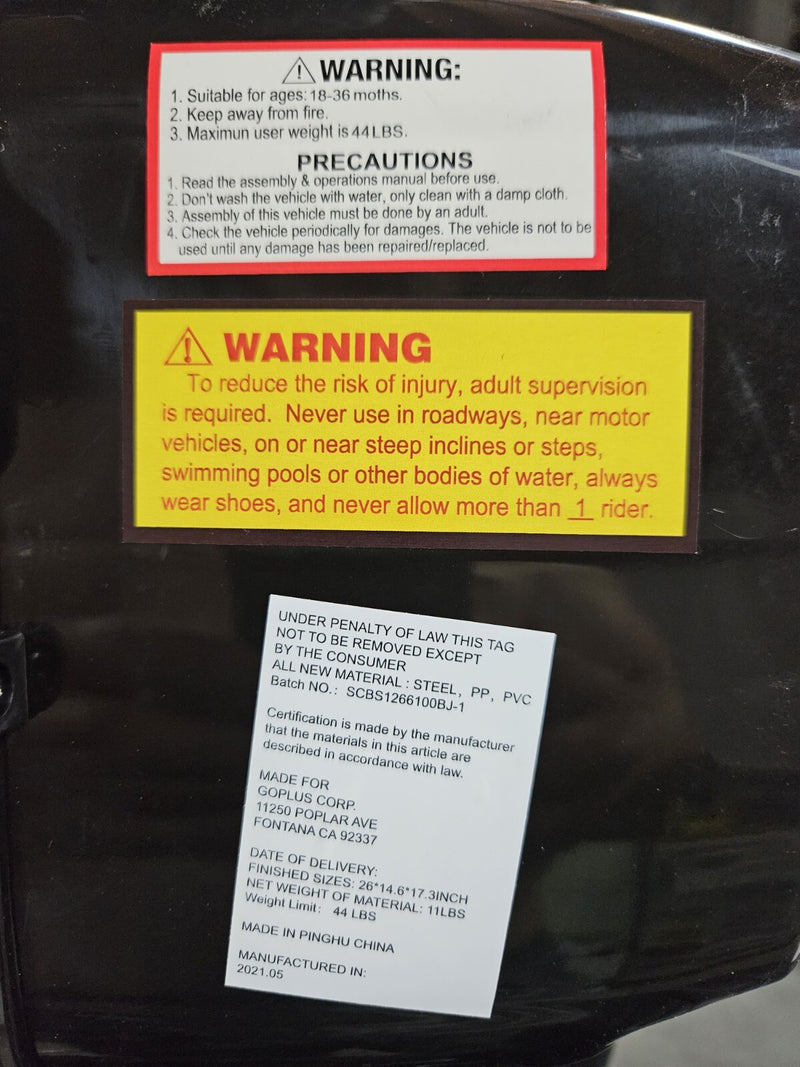 ⚠ WARNING:
1. Suitable for ages: 18-36 moths.
2. Keep away from fire.
3. Maximun user weight is 44LBS.
PRECAUTIONS
1. Read the assembly & operations manual before use.
2. Don't wash the vehicle with water, only clean with a damp cloth.
3. Assembly of this vehicle must be done by an adult.
4. Check the vehicle periodically for damages. The vehicle is not to be
used until any damage has been repaired/replaced.
⚠ WARNING
To reduce the risk of injury, adult supervision
is required. Never use in roadways, near motor
vehicles, on or near steep inclines or steps,
swimming pools or other bodies of water, always
wear shoes, and never allow more than 1 rider.
UNDER PENALTY OF LAW THIS TAG
NOT TO BE REMOVED EXCEPT
BY THE CONSUMER
ALL NEW MATERIAL : STEEL, PP, PVC
Batch NO.: SCBS1266100BJ-1
Certification is made by the manufacturer
that the materials in this article are
described in accordance with law.
MADE FOR
GOPLUS CORP.
11250 POPLAR AVE
FONTANA CA 92337
DATE OF DELIVERY:
FINISHED SIZES: 26*14.6*17.3INCH
NET WEIGHT OF MATERIAL: 11LBS
Weight Limit: 44 LBS
MADE IN PINGHU CHINA
MANUFACTURED IN:
2021.05